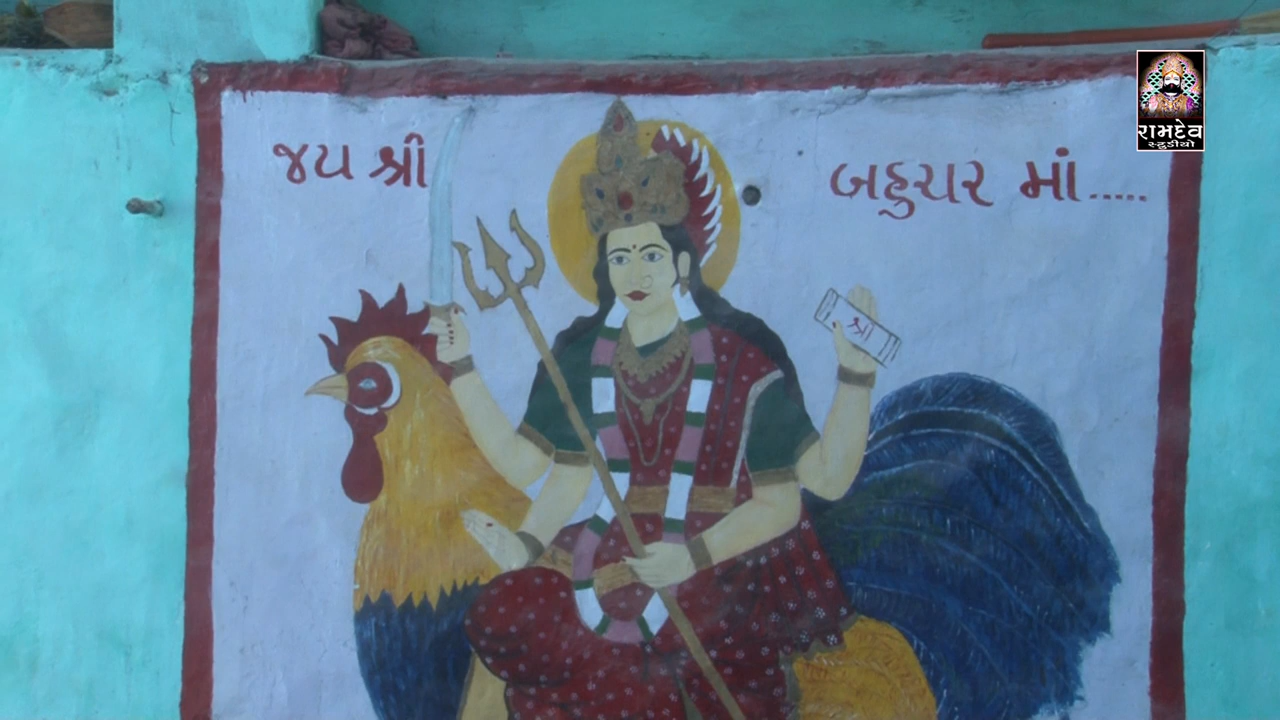 જય શ્રી
બહુચર માં.....
શ્રી
રામદેવ
સ્ટુડીયો